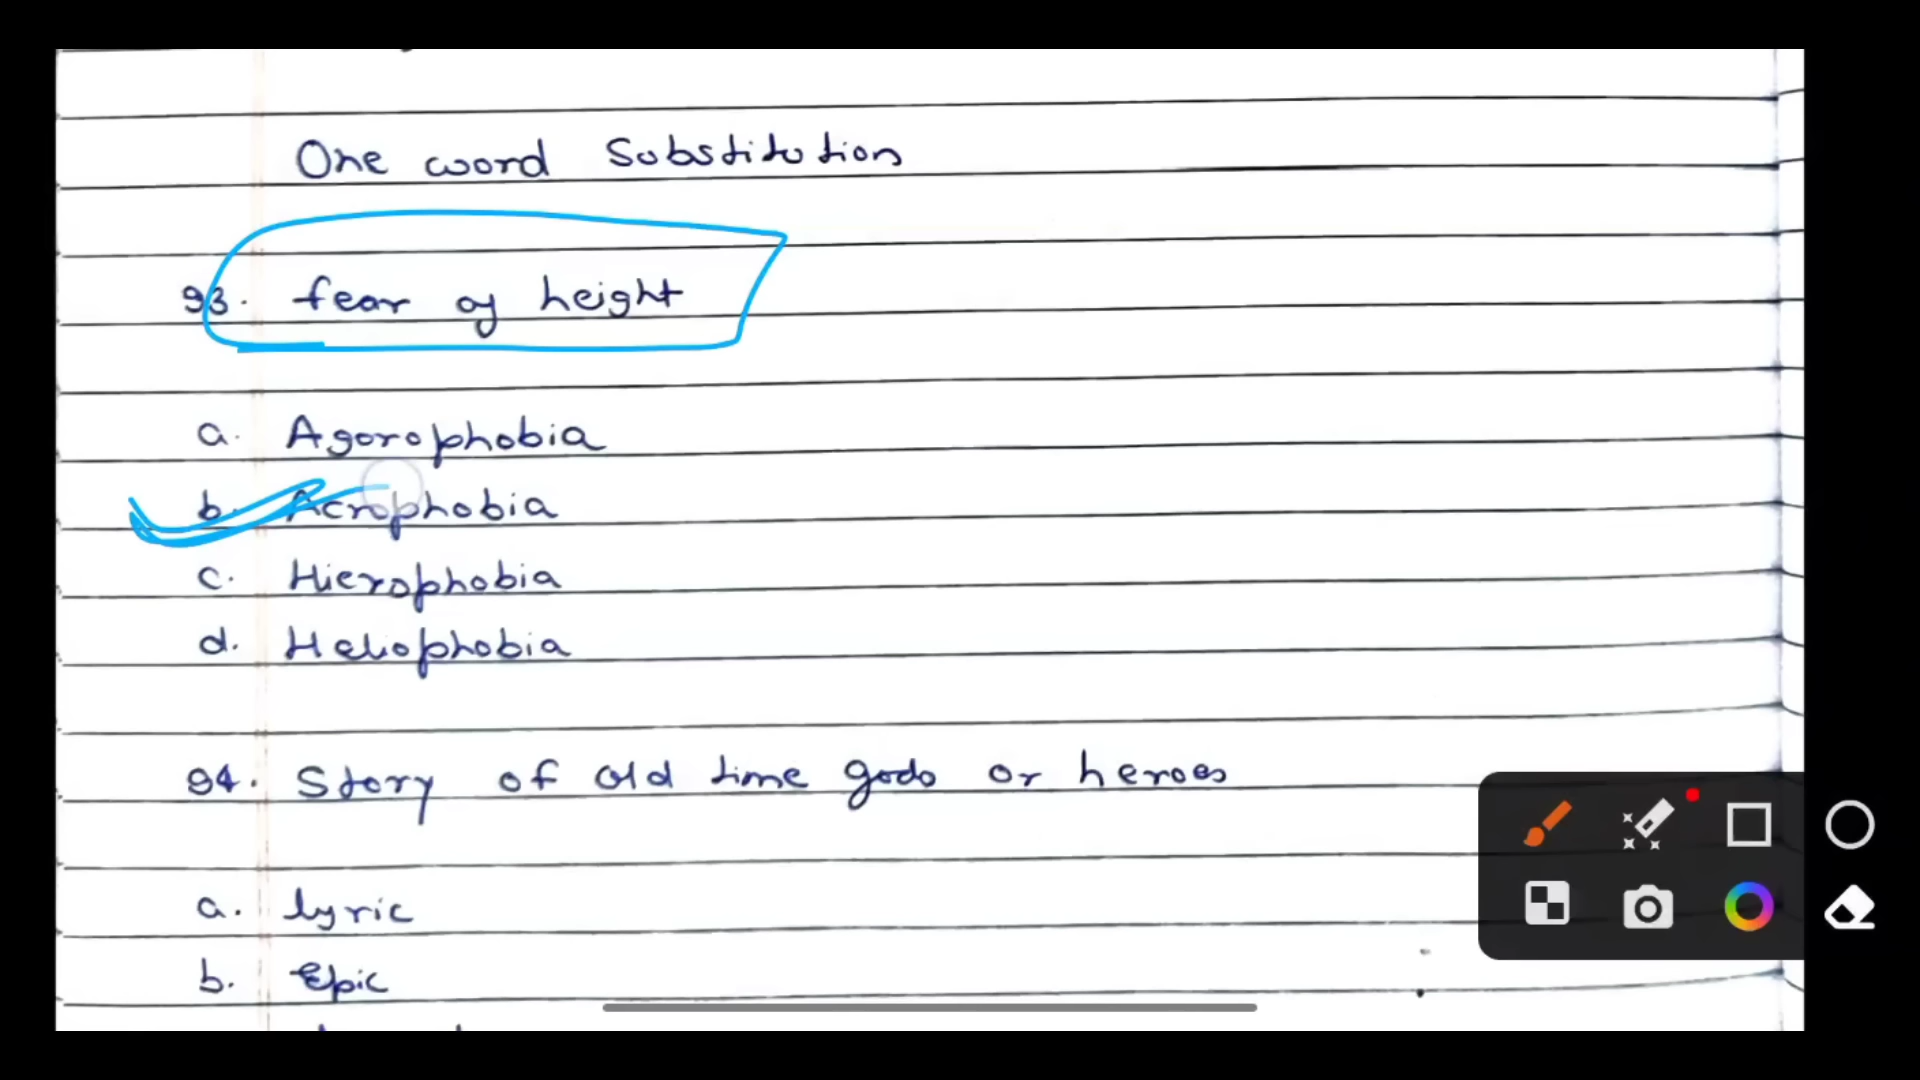 One word Substitution
93. fear of height
a. Agorophobia
b. Acrophobia
c. Hierophobia
d. Heliophobia
94. Story of old time gods or heroes
a. lyric
b. Epic